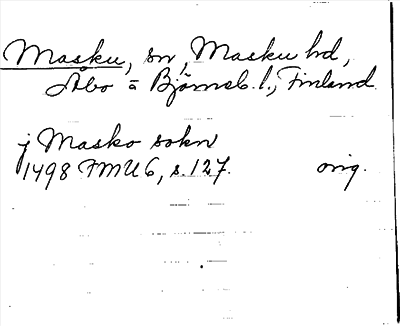 Masku, sn, Masku hd,
Åbo o Björneb. l., Finland.
j Masko sokn
1498 FMU 6, s. 127. orig.